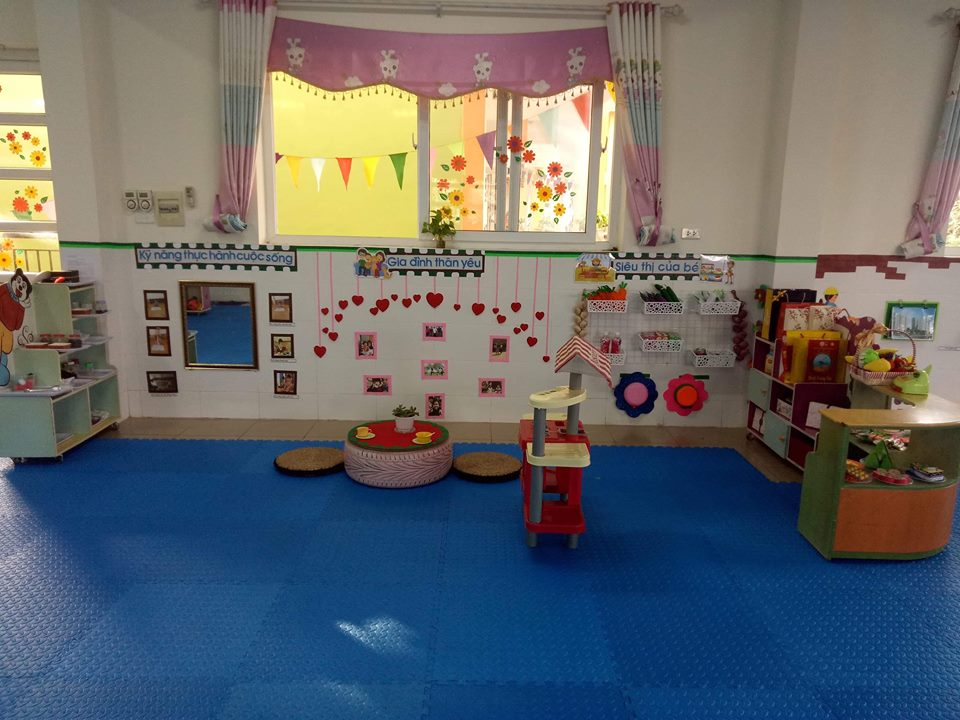 Kỹ năng thực hành cuộc sống
Gia đình thân yêu
Siêu thị của bé